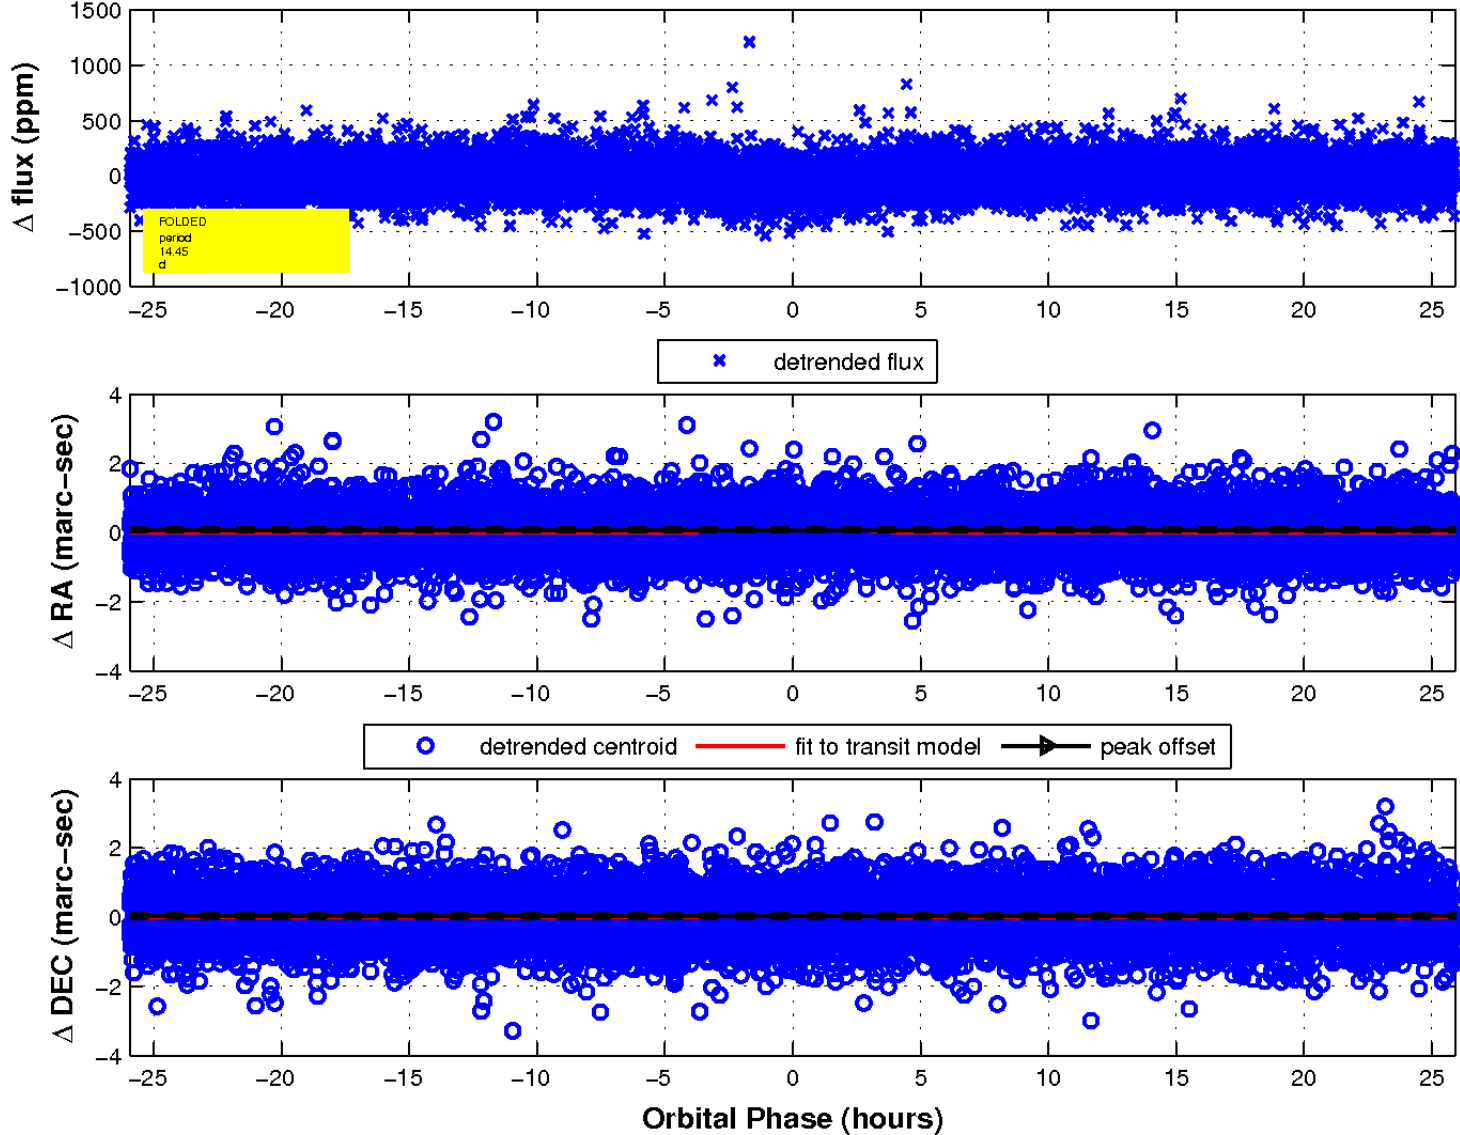 1500
1000
500
0
−500
−1000
Δ flux (ppm)
FOLDED
period
14.45
d
−25 −20 −15 −10 −5 0 5 10 15 20 25
detrended flux
4
2
0
−2
−4
Δ RA (marc−sec)
−25 −20 −15 −10 −5 0 5 10 15 20 25
detrended centroid fit to transit model peak offset
4
2
0
−2
−4
Δ DEC (marc−sec)
−25 −20 −15 −10 −5 0 5 10 15 20 25
Orbital Phase (hours)